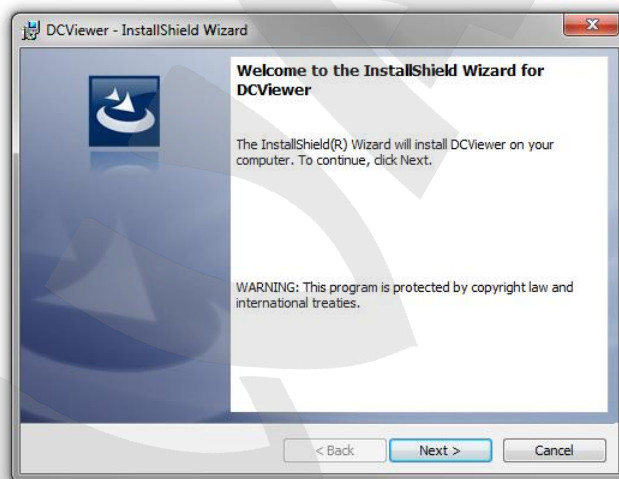 DCViewer - InstallShield Wizard
Welcome to the InstallShield Wizard for
DCViewer
The InstallShield(R) Wizard will install DCViewer on your
computer. To continue, click Next.
WARNING: This program is protected by copyright law and
international treaties.
< Back Next > Cancel